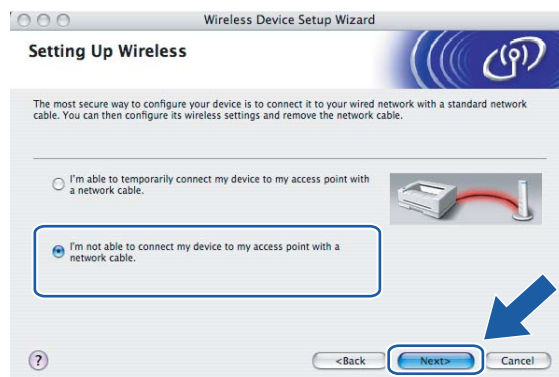 Wireless Device Setup Wizard
Setting Up Wireless
The most secure way to configure your device is to connect it to your wired network with a standard network
cable. You can then configure its wireless settings and remove the network cable.
I'm able to temporarily connect my device to my access point with
a network cable.
I'm not able to connect my device to my access point with a
network cable.
?
<Back
Next>
Cancel